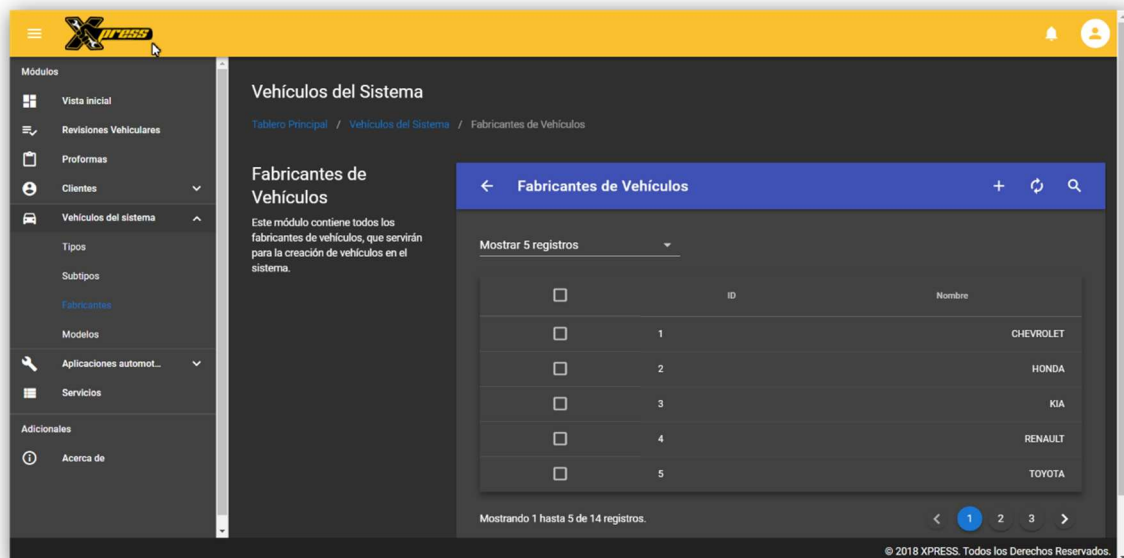 Xpress
Módulos
Vista inicial
Revisiones Vehiculares
Proformas
Clientes
Vehículos del sistema
Tipos
Subtipos
Fabricantes
Modelos
Aplicaciones automot...
Servicios
Adicionales
Acerca de
Vehículos del Sistema
Tablero Principal / Vehículos del Sistema / Fabricantes de Vehículos
Fabricantes de
Vehículos
Este módulo contiene todos los
fabricantes de vehículos, que servirán
para la creación de vehículos en el
sistema.
Fabricantes de Vehículos
Mostrar 5 registros
ID Nombre
1 CHEVROLET
2 HONDA
3 KIA
4 RENAULT
5 TOYOTA
Mostrando 1 hasta 5 de 14 registros.
1 2 3
© 2018 XPRESS. Todos los Derechos Reservados.